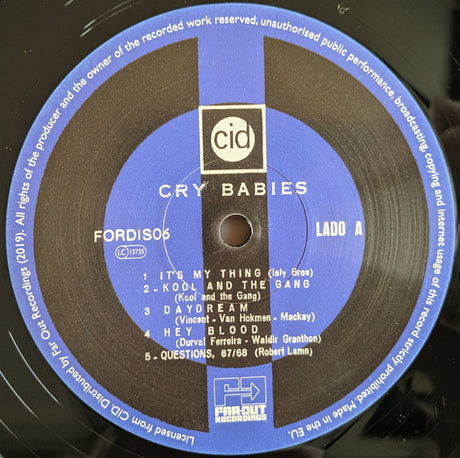 Licensed from CID. Distributed by Far Out Recordings (2019). All rights of the producer and the owner of the recorded work reserved, unauthorised public performance, broadcasting, copying and internet usage of this record strictly prohibited. Made in the EU.
cid
CRY BABIES
FORDIS06
LADO A
LC 13735
1 IT'S MY THING (Isly Bros)
2 - KOOL AND THE GANG
(Kool and the Gang)
3 DAYDREAM
(Vincent - Van Hokmen - Mackay)
4 HEY BLOOD
(Durval Ferreira - Waldir Granthon)
5 - QUESTIONS, 67/68 (Robert Lamn)
FAR OUT
RECORDINGS